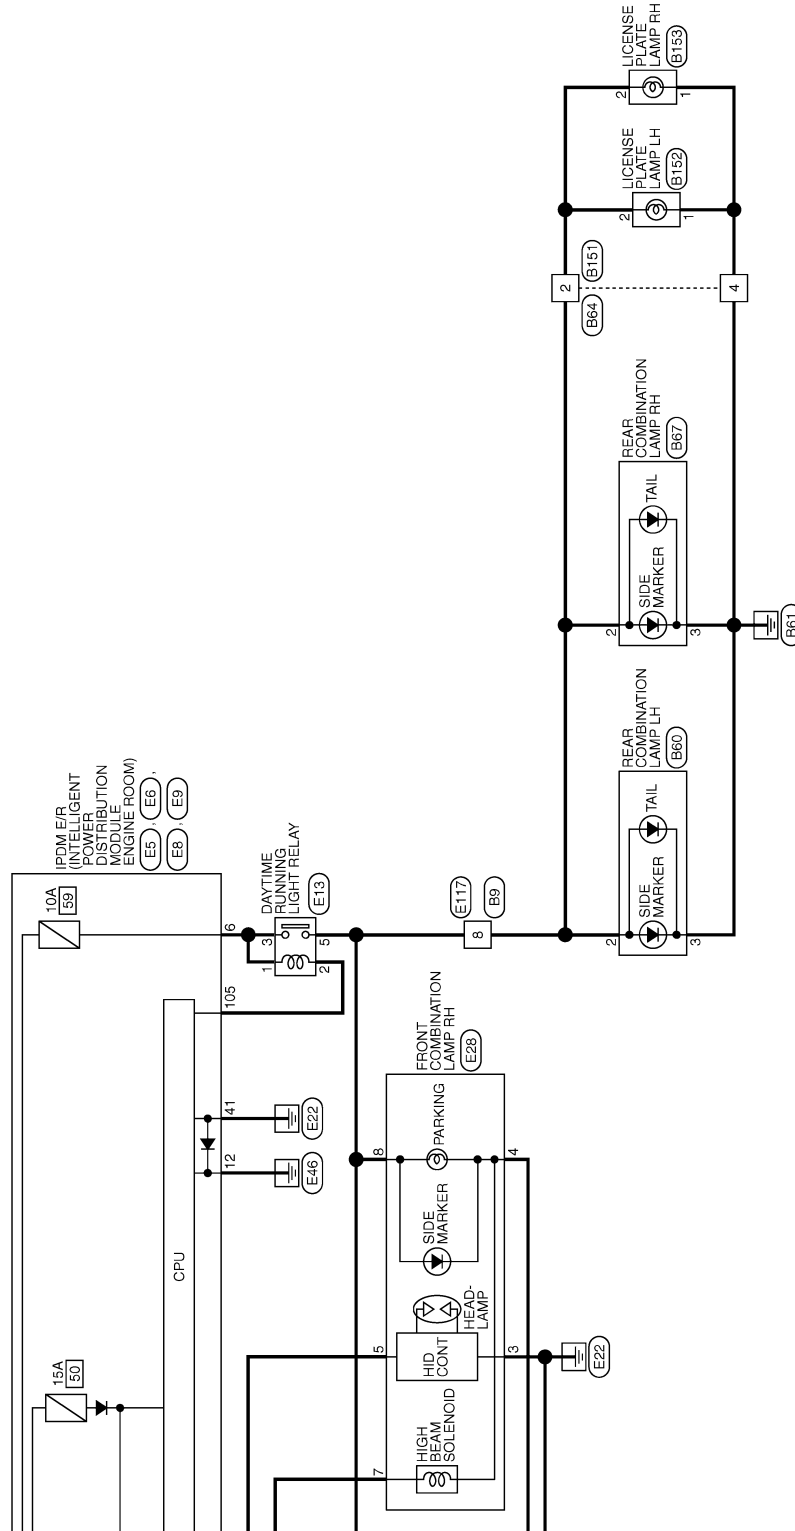 LICENSE
PLATE
LAMP RH
B153
2
1
LICENSE
PLATE
LAMP LH
B152
2
1
B151
2
4
B64
REAR
COMBINATION
LAMP RH
B67
TAIL
SIDE
MARKER
2
3
B61
REAR
COMBINATION
LAMP LH
B60
TAIL
SIDE
MARKER
2
3
IPDM E/R
(INTELLIGENT
POWER
DISTRIBUTION
MODULE
ENGINE ROOM)
E5 , E6 ,
E8 , E9
10A
59
6
DAYTIME
RUNNING
LIGHT RELAY
E13
3
5
1
2
E117
B9
8
105
41
E22
12
E46
CPU
FRONT
COMBINATION
LAMP RH
E28
8
PARKING
4
SIDE
MARKER
HEAD-
LAMP
5
HID
CONT
3
E22
15A
50
7
HIGH
BEAM
SOLENOID